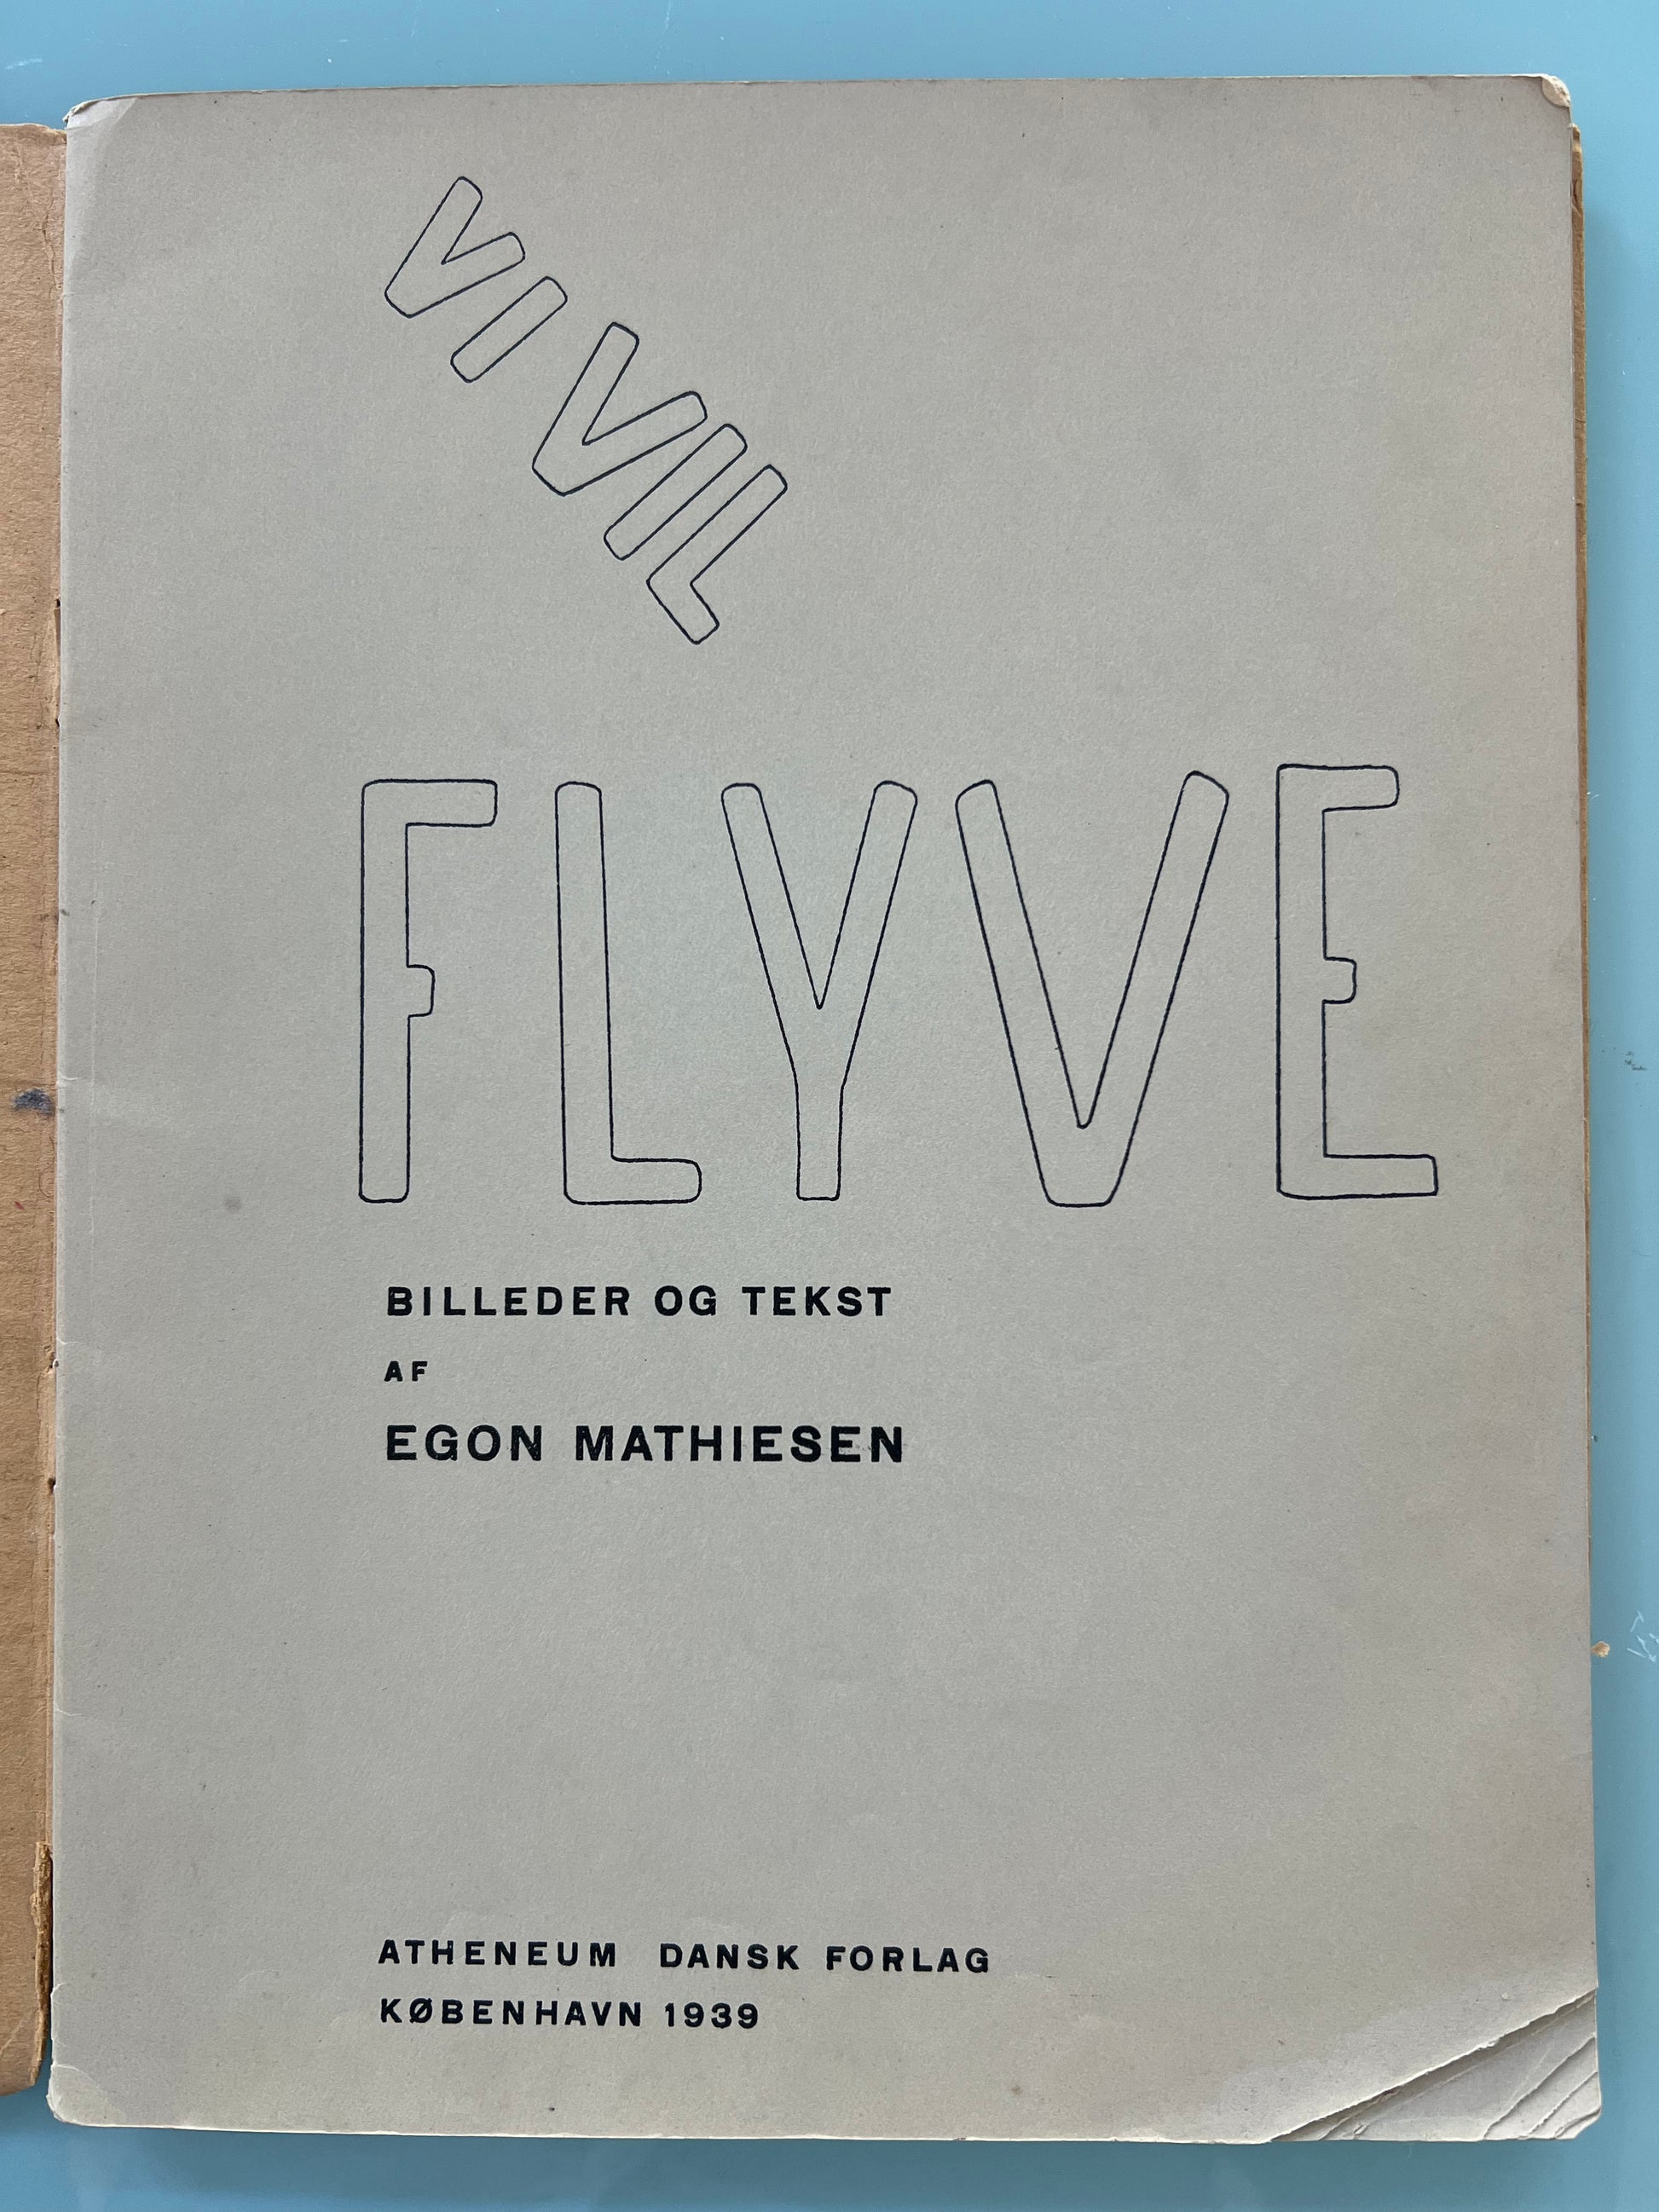 VI VIL
FLYVE
BILLEDER OG TEKST
AF
EGON MATHIESEN
ATHENEUM DANSK FORLAG
KØBENHAVN 1939